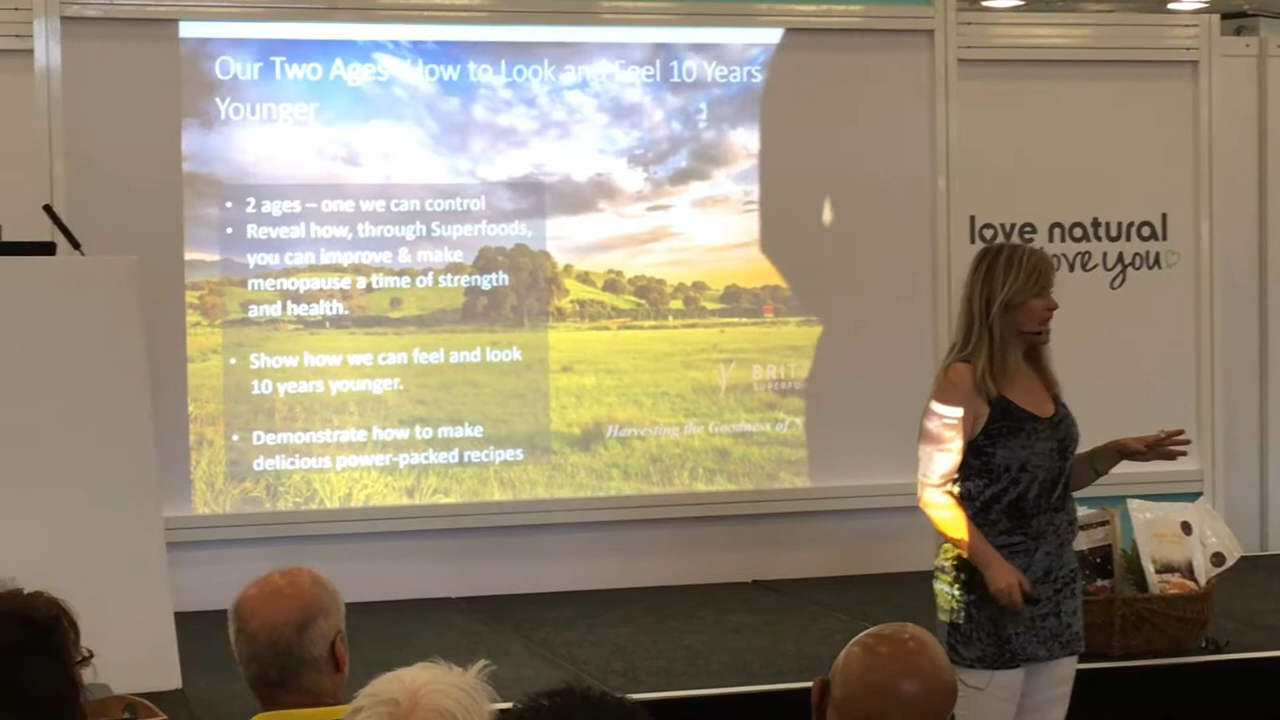 Our Two Ages How to Look and Feel 10 Years
Younger
• 2 ages – one we can control
• Reveal how, through Superfoods,
you can improve & make
menopause a time of strength
and health.
• Show how we can feel and look
10 years younger.
• Demonstrate how to make
delicious power-packed recipes
BRIT
SUPERFO
Harvesting the Goodness of N
love natural
love you